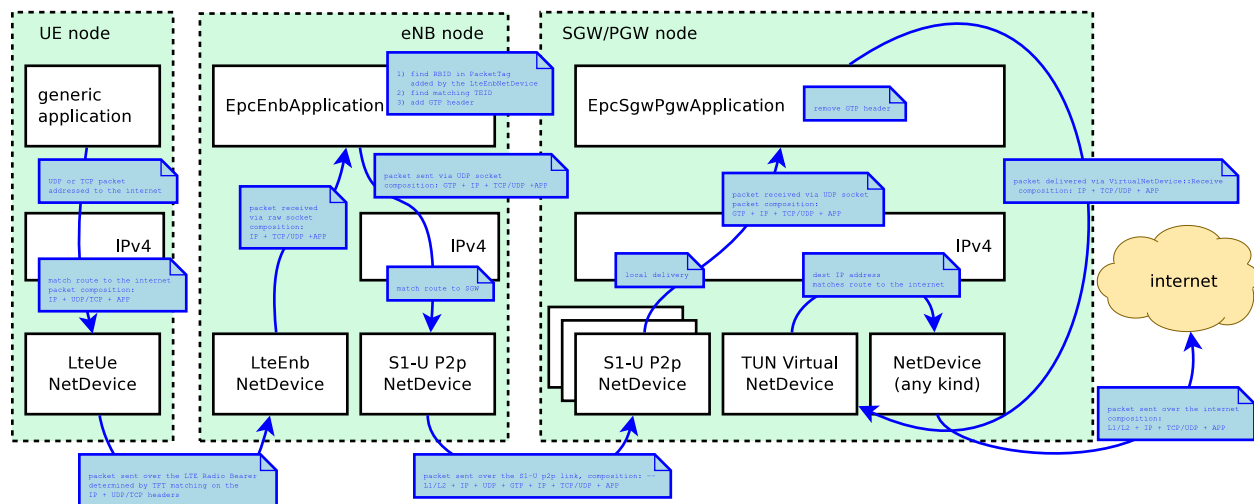 UE node
generic
application
UDP or TCP packet
addressed to the internet
IPv4
match route to the internet
packet composition:
IP + UDP/TCP + APP
LteUe
NetDevice
packet sent over the LTE Radio Bearer
determined by TFT matching on the
IP + UDP/TCP headers
eNB node
EpcEnbApplication
1) find RBID in PacketTag
added by the LteEnbNetDevice
2) find matching TEID
3) add GTP header
packet sent via UDP socket
composition: GTP + IP + TCP/UDP +APP
packet received
via raw socket
composition:
IP + TCP/UDP +APP
IPv4
match route to SGW
LteEnb
NetDevice
S1-U P2p
NetDevice
packet sent over the S1-U p2p link, composition: --
L1/L2 + IP + UDP + GTP + IP + TCP/UDP + APP
SGW/PGW node
EpcSgwPgwApplication
remove GTP header
packet received via UDP socket
packet composition:
GTP + IP + TCP/UDP + APP
packet delivered via VirtualNetDevice::Receive
composition: IP + TCP/UDP + APP
IPv4
local delivery
dest IP address
matches route to the internet
S1-U P2p
NetDevice
TUN Virtual
NetDevice
NetDevice
(any kind)
internet
packet sent over the internet
composition:
L1/L2 + IP + TCP/UDP + APP